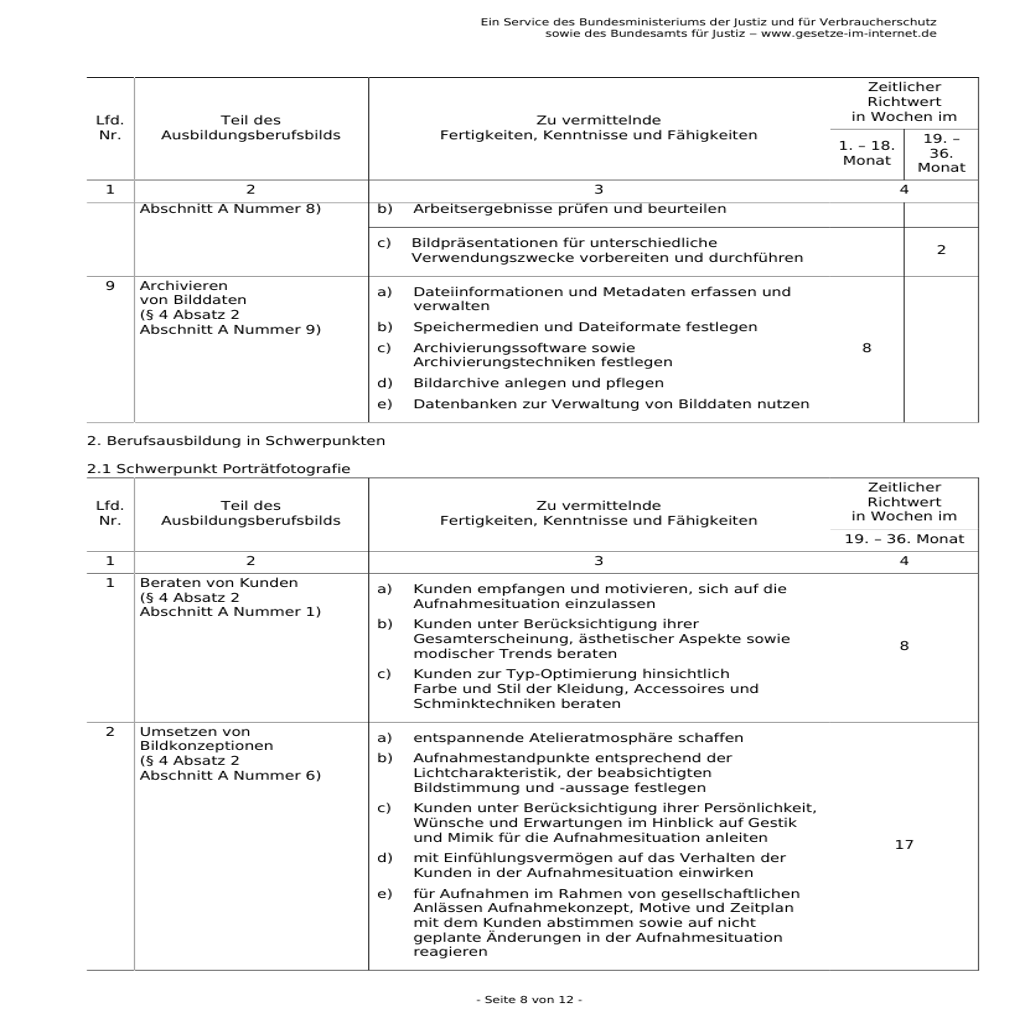 Ein Service des Bundesministeriums der Justiz und für Verbraucherschutz
sowie des Bundesamts für Justiz – www.gesetze-im-internet.de
Lfd.
Nr.
Teil des
Ausbildungsberufsbilds
Zu vermittelnde
Fertigkeiten, Kenntnisse und Fähigkeiten
Zeitlicher
Richtwert
in Wochen im
1. – 18.
Monat
19. –
36.
Monat
1 2 3 4
Abschnitt A Nummer 8)
b) Arbeitsergebnisse prüfen und beurteilen
c) Bildpräsentationen für unterschiedliche
Verwendungszwecke vorbereiten und durchführen
2
9
Archivieren
von Bilddaten
(§ 4 Absatz 2
Abschnitt A Nummer 9)
a) Dateiinformationen und Metadaten erfassen und
verwalten
b) Speichermedien und Dateiformate festlegen
c) Archivierungssoftware sowie
Archivierungstechniken festlegen
d) Bildarchive anlegen und pflegen
e) Datenbanken zur Verwaltung von Bilddaten nutzen
8
2. Berufsausbildung in Schwerpunkten
2.1 Schwerpunkt Porträtfotografie
Lfd.
Nr.
Teil des
Ausbildungsberufsbilds
Zu vermittelnde
Fertigkeiten, Kenntnisse und Fähigkeiten
Zeitlicher
Richtwert
in Wochen im
19. – 36. Monat
1 2 3 4
1
Beraten von Kunden
(§ 4 Absatz 2
Abschnitt A Nummer 1)
a) Kunden empfangen und motivieren, sich auf die
Aufnahmesituation einzulassen
b) Kunden unter Berücksichtigung ihrer
Gesamterscheinung, ästhetischer Aspekte sowie
modischer Trends beraten
c) Kunden zur Typ-Optimierung hinsichtlich
Farbe und Stil der Kleidung, Accessoires und
Schminktechniken beraten
8
2
Umsetzen von
Bildkonzeptionen
(§ 4 Absatz 2
Abschnitt A Nummer 6)
a) entspannende Atelieratmosphäre schaffen
b) Aufnahmestandpunkte entsprechend der
Lichtcharakteristik, der beabsichtigten
Bildstimmung und -aussage festlegen
c) Kunden unter Berücksichtigung ihrer Persönlichkeit,
Wünsche und Erwartungen im Hinblick auf Gestik
und Mimik für die Aufnahmesituation anleiten
d) mit Einfühlungsvermögen auf das Verhalten der
Kunden in der Aufnahmesituation einwirken
e) für Aufnahmen im Rahmen von gesellschaftlichen
Anlässen Aufnahmekonzept, Motive und Zeitplan
mit dem Kunden abstimmen sowie auf nicht
geplante Änderungen in der Aufnahmesituation
reagieren
17
- Seite 8 von 12 -